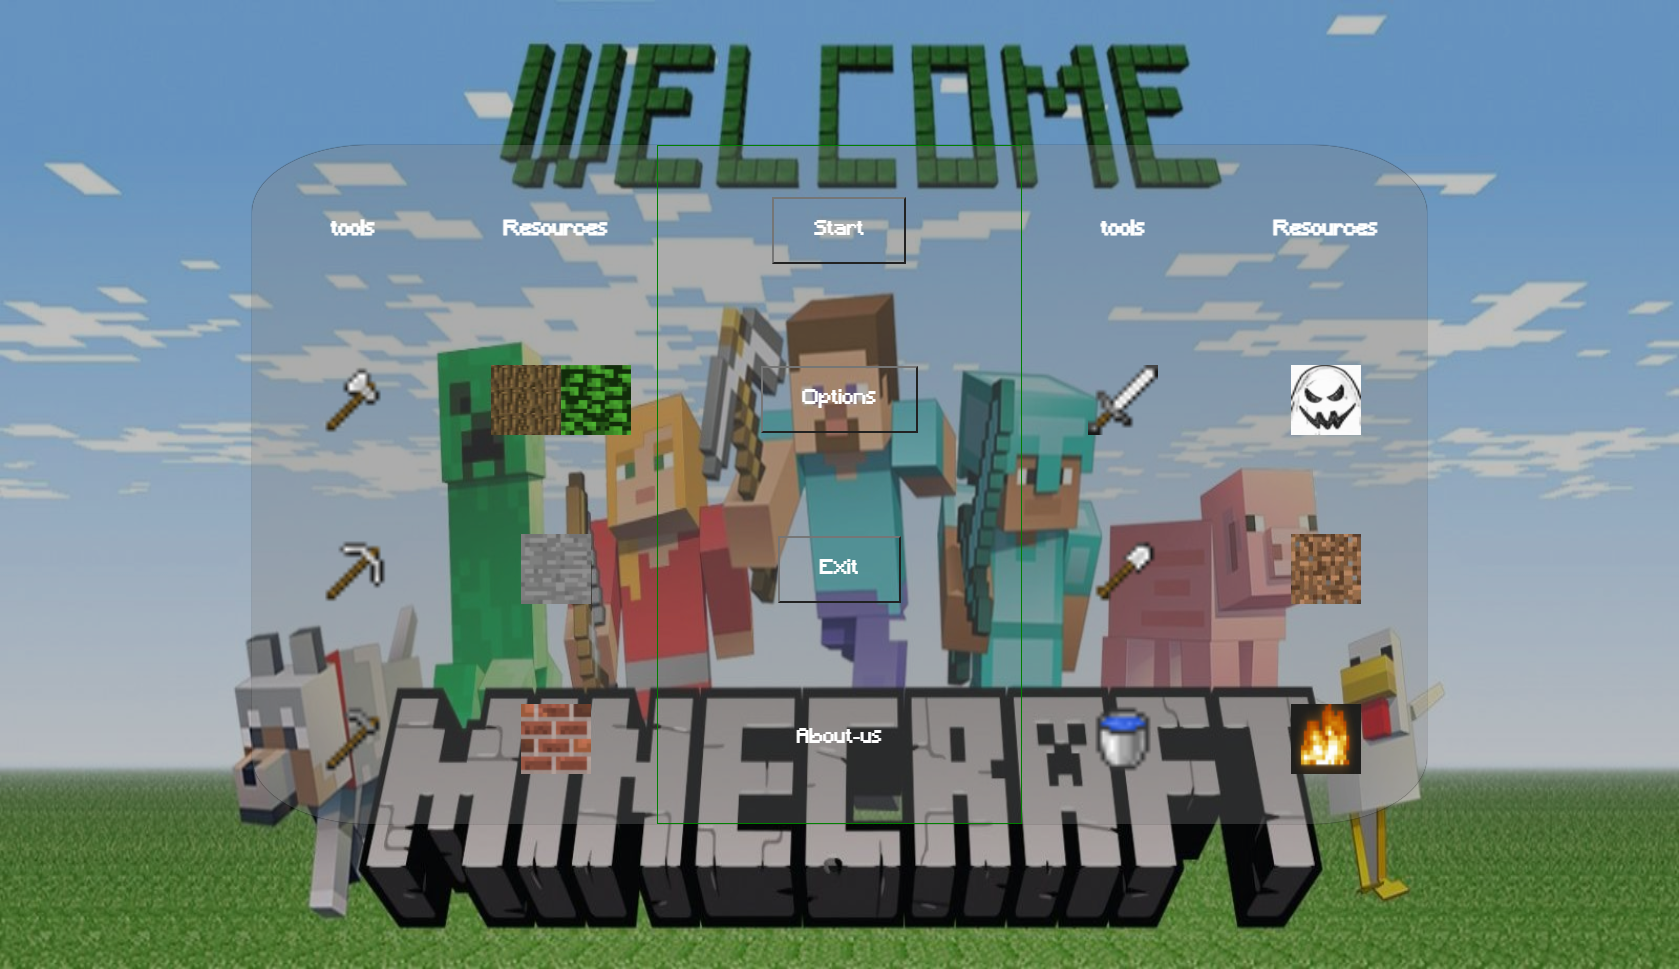 WELCOME
tools Resources Start tools Resources
Options
Exit
About-us
MINECRAFT